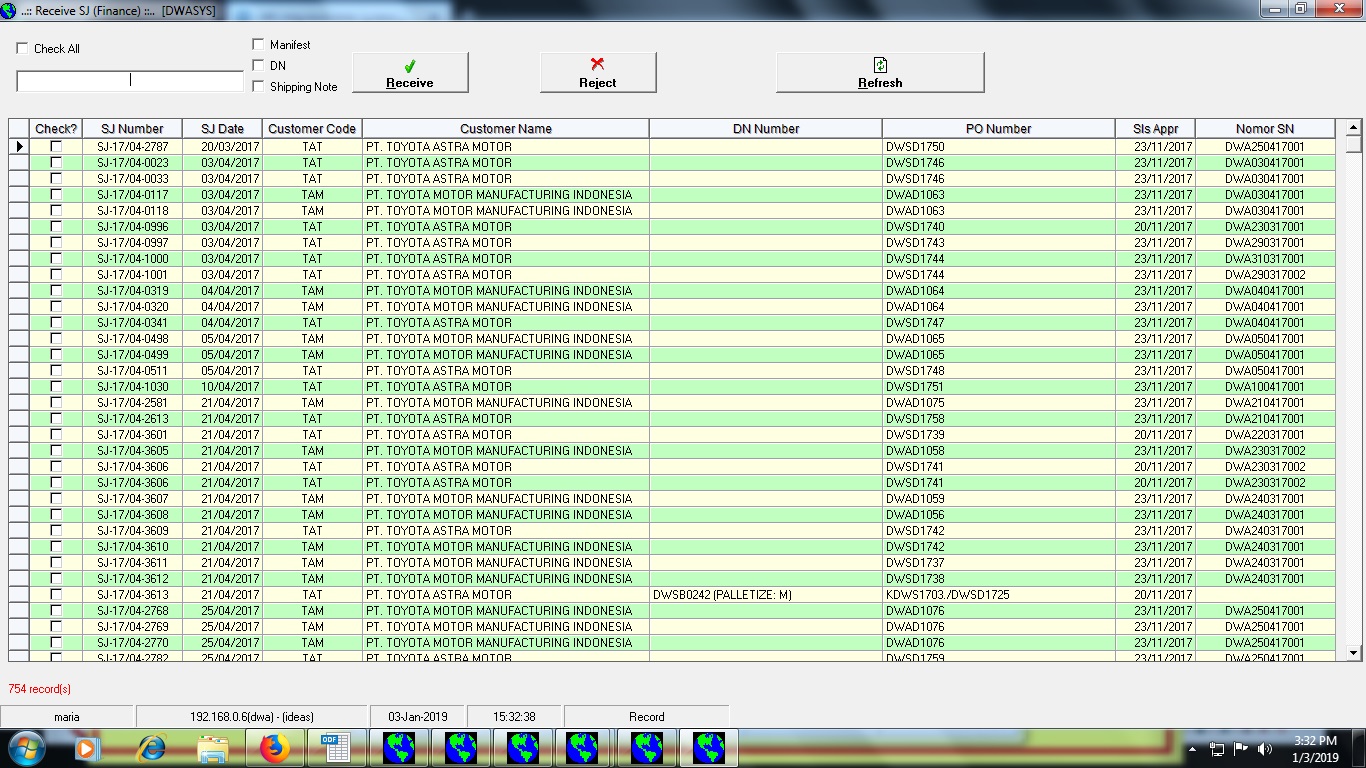 ..:: Receive SJ (Finance) ::.. [DWASYS]
Check All
Manifest
DN
Shipping Note
Receive
Reject
Refresh
Check? SJ Number SJ Date Customer Code Customer Name DN Number PO Number Sls Appr Nomor SN
SJ-17/04-2787 20/03/2017 TAT PT. TOYOTA ASTRA MOTOR DWSD1750 23/11/2017 DWA250417001
SJ-17/04-0023 03/04/2017 TAT PT. TOYOTA ASTRA MOTOR DWSD1746 23/11/2017 DWA030417001
SJ-17/04-0033 03/04/2017 TAT PT. TOYOTA ASTRA MOTOR DWSD1746 23/11/2017 DWA030417001
SJ-17/04-0117 03/04/2017 TAM PT. TOYOTA MOTOR MANUFACTURING INDONESIA DWAD1063 23/11/2017 DWA030417001
SJ-17/04-0118 03/04/2017 TAM PT. TOYOTA MOTOR MANUFACTURING INDONESIA DWAD1063 23/11/2017 DWA030417001
SJ-17/04-0996 03/04/2017 TAT PT. TOYOTA ASTRA MOTOR DWSD1740 20/11/2017 DWA230317001
SJ-17/04-0997 03/04/2017 TAT PT. TOYOTA ASTRA MOTOR DWSD1743 23/11/2017 DWA290317001
SJ-17/04-1000 03/04/2017 TAT PT. TOYOTA ASTRA MOTOR DWSD1744 23/11/2017 DWA310317001
SJ-17/04-1001 03/04/2017 TAT PT. TOYOTA ASTRA MOTOR DWSD1744 23/11/2017 DWA290317002
SJ-17/04-0319 04/04/2017 TAM PT. TOYOTA MOTOR MANUFACTURING INDONESIA DWAD1064 23/11/2017 DWA040417001
SJ-17/04-0320 04/04/2017 TAM PT. TOYOTA MOTOR MANUFACTURING INDONESIA DWAD1064 23/11/2017 DWA040417001
SJ-17/04-0341 04/04/2017 TAT PT. TOYOTA ASTRA MOTOR DWSD1747 23/11/2017 DWA040417001
SJ-17/04-0498 05/04/2017 TAM PT. TOYOTA MOTOR MANUFACTURING INDONESIA DWAD1065 23/11/2017 DWA050417001
SJ-17/04-0499 05/04/2017 TAM PT. TOYOTA MOTOR MANUFACTURING INDONESIA DWAD1065 23/11/2017 DWA050417001
SJ-17/04-0511 05/04/2017 TAT PT. TOYOTA ASTRA MOTOR DWSD1748 23/11/2017 DWA050417001
SJ-17/04-1030 10/04/2017 TAT PT. TOYOTA ASTRA MOTOR DWSD1751 23/11/2017 DWA100417001
SJ-17/04-2581 21/04/2017 TAM PT. TOYOTA MOTOR MANUFACTURING INDONESIA DWAD1075 23/11/2017 DWA210417001
SJ-17/04-2613 21/04/2017 TAT PT. TOYOTA ASTRA MOTOR DWSD1758 23/11/2017 DWA210417001
SJ-17/04-3601 21/04/2017 TAT PT. TOYOTA ASTRA MOTOR DWSD1739 20/11/2017 DWA220317001
SJ-17/04-3605 21/04/2017 TAM PT. TOYOTA MOTOR MANUFACTURING INDONESIA DWAD1058 23/11/2017 DWA230317002
SJ-17/04-3606 21/04/2017 TAT PT. TOYOTA ASTRA MOTOR DWSD1741 20/11/2017 DWA230317002
SJ-17/04-3606 21/04/2017 TAT PT. TOYOTA ASTRA MOTOR DWSD1741 20/11/2017 DWA230317002
SJ-17/04-3607 21/04/2017 TAM PT. TOYOTA MOTOR MANUFACTURING INDONESIA DWAD1059 23/11/2017 DWA240317001
SJ-17/04-3608 21/04/2017 TAM PT. TOYOTA MOTOR MANUFACTURING INDONESIA DWAD1056 23/11/2017 DWA240317001
SJ-17/04-3609 21/04/2017 TAT PT. TOYOTA ASTRA MOTOR DWSD1742 23/11/2017 DWA240317001
SJ-17/04-3610 21/04/2017 TAM PT. TOYOTA MOTOR MANUFACTURING INDONESIA DWSD1742 23/11/2017 DWA240317001
SJ-17/04-3611 21/04/2017 TAM PT. TOYOTA MOTOR MANUFACTURING INDONESIA DWSD1737 23/11/2017 DWA240317001
SJ-17/04-3612 21/04/2017 TAM PT. TOYOTA MOTOR MANUFACTURING INDONESIA DWSD1738 23/11/2017 DWA240317001
SJ-17/04-3613 21/04/2017 TAT PT. TOYOTA ASTRA MOTOR DWSB0242 (PALLETIZE: M) KDWS1703./DWSD1725 20/11/2017
SJ-17/04-2768 25/04/2017 TAM PT. TOYOTA MOTOR MANUFACTURING INDONESIA DWAD1076 23/11/2017 DWA250417001
SJ-17/04-2769 25/04/2017 TAM PT. TOYOTA MOTOR MANUFACTURING INDONESIA DWAD1076 23/11/2017 DWA250417001
SJ-17/04-2770 25/04/2017 TAM PT. TOYOTA MOTOR MANUFACTURING INDONESIA DWAD1076 23/11/2017 DWA250417001
SJ-17/04-2782 25/04/2017 TAT PT. TOYOTA ASTRA MOTOR DWSD1759 23/11/2017 DWA250417001
754 record(s)
maria 192.168.0.6(dwa) - (ideas) 03-Jan-2019 15:32:38 Record
ODF
3:32 PM
1/3/2019